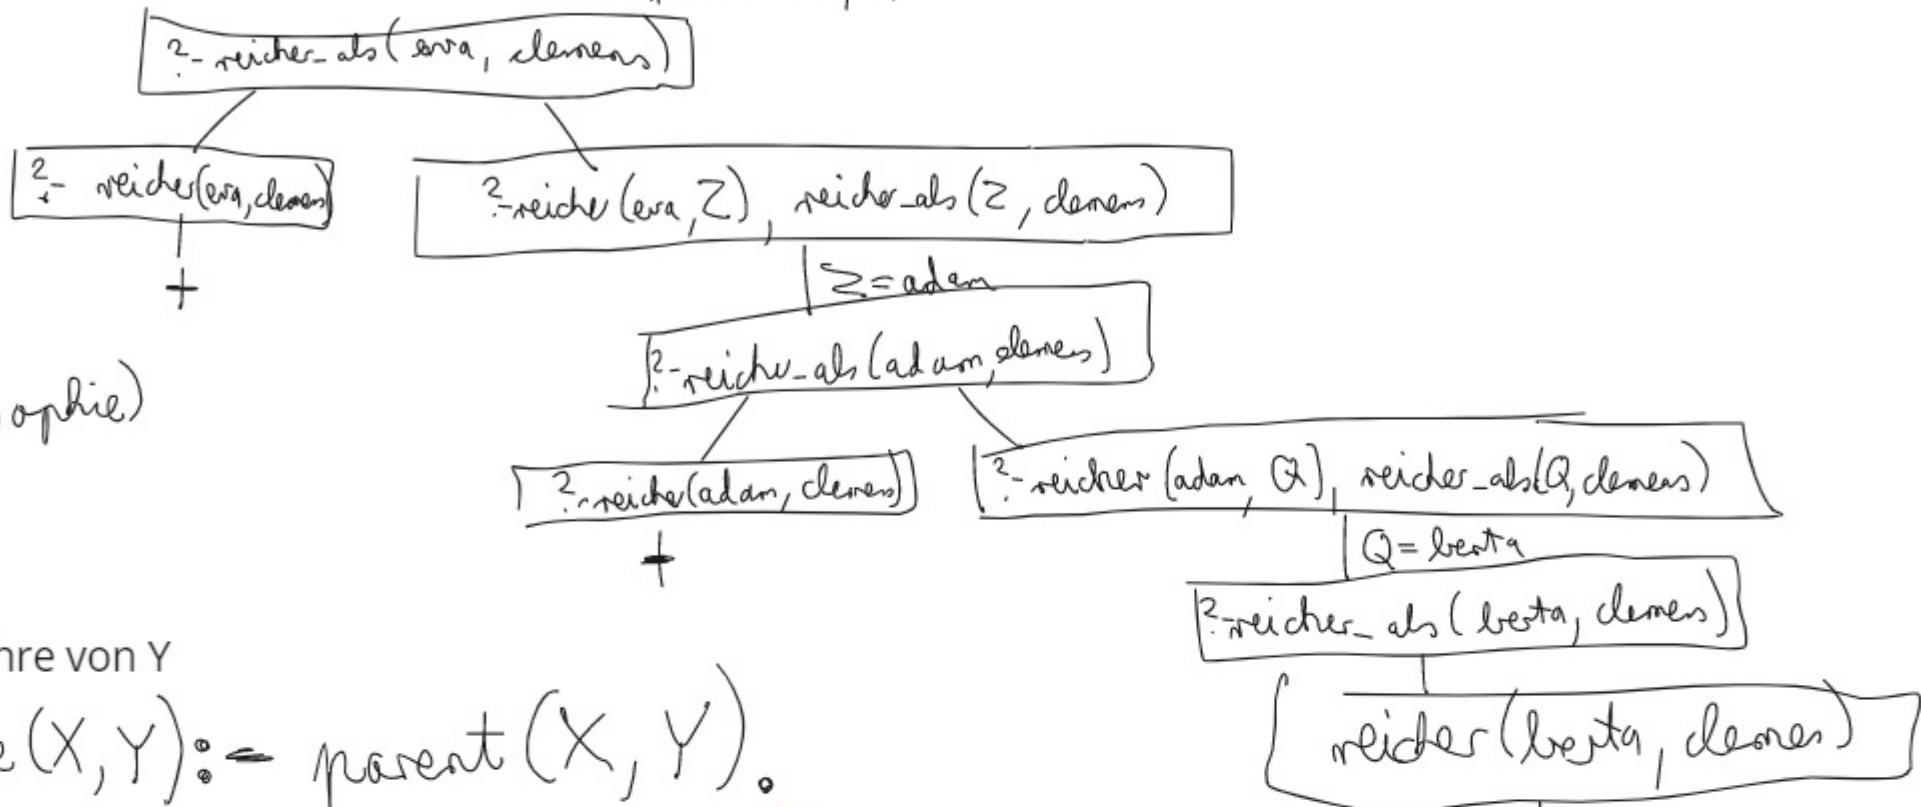 ?- reicher_als(eva, clemens)
?- reicher(eva, clemens)
?- reicher(eva, Z), reicher_als(Z, clemens)
+
Z = adam
?- reicher_als(adam, clemens)
ophie)
?- reicher(adam, clemens)
?- reicher(adam, Q), reicher_als(Q, clemens)
+
Q = berta
?- reicher_als(berta, clemens)
hre von Y
e(X,Y):- parent(X, Y).
reicher(berta, clemens)